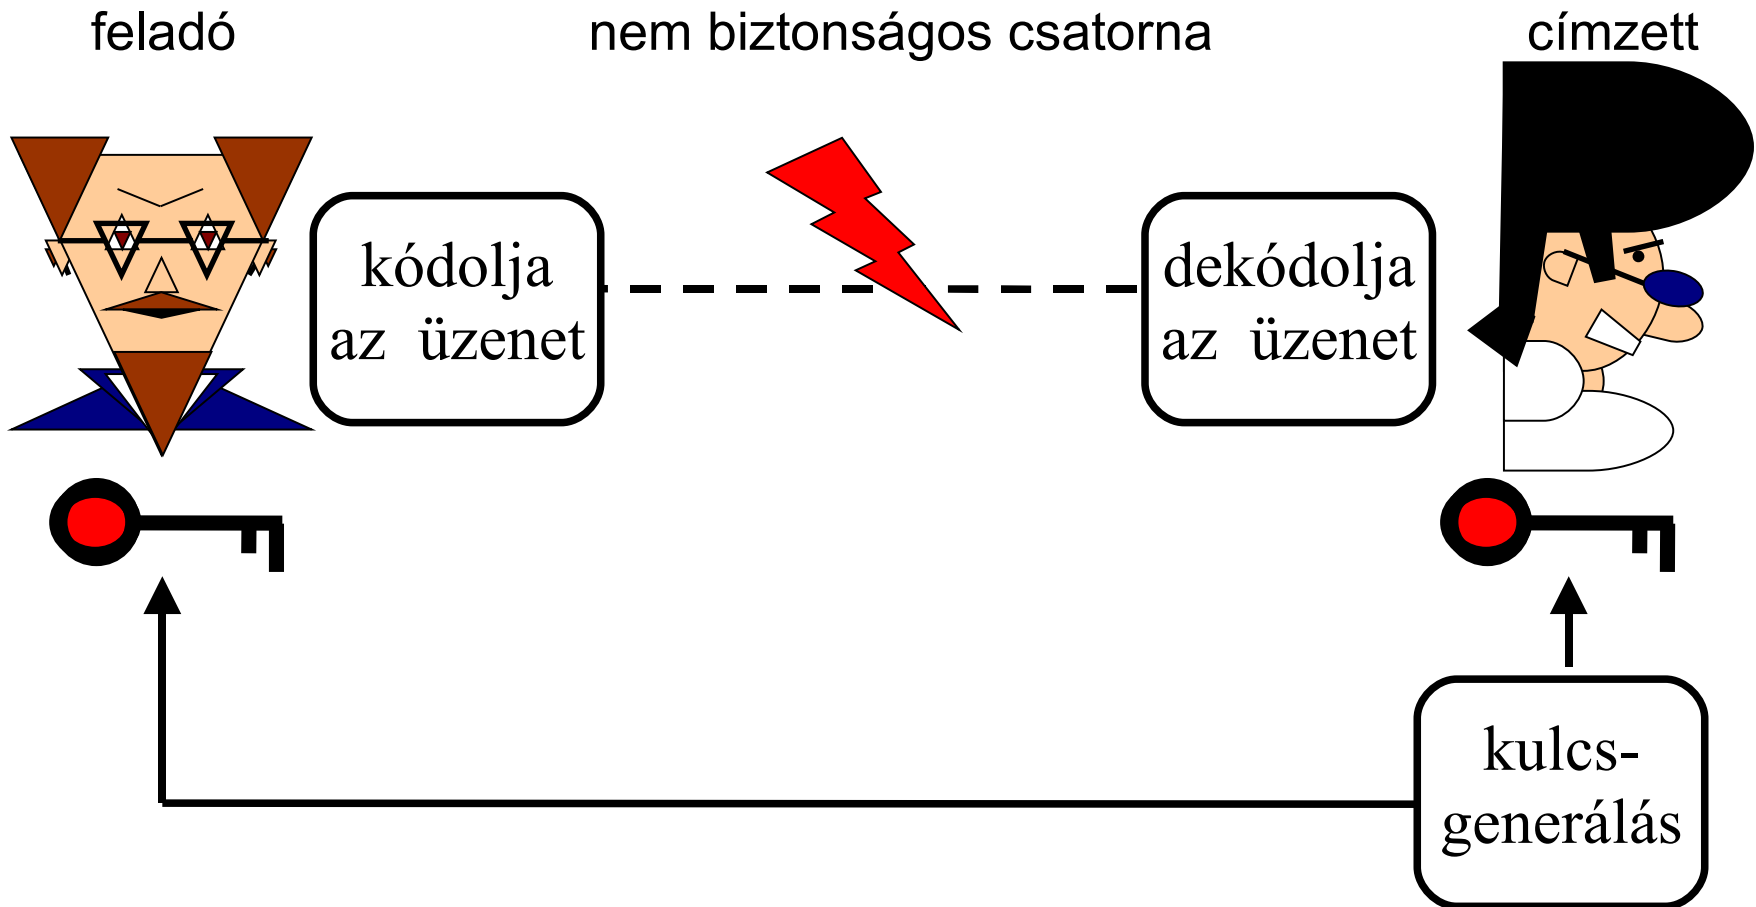 feladó
nem biztonságos csatorna
címzett
kódolja
az üzenet
dekódolja
az üzenet
kulcs-
generálás